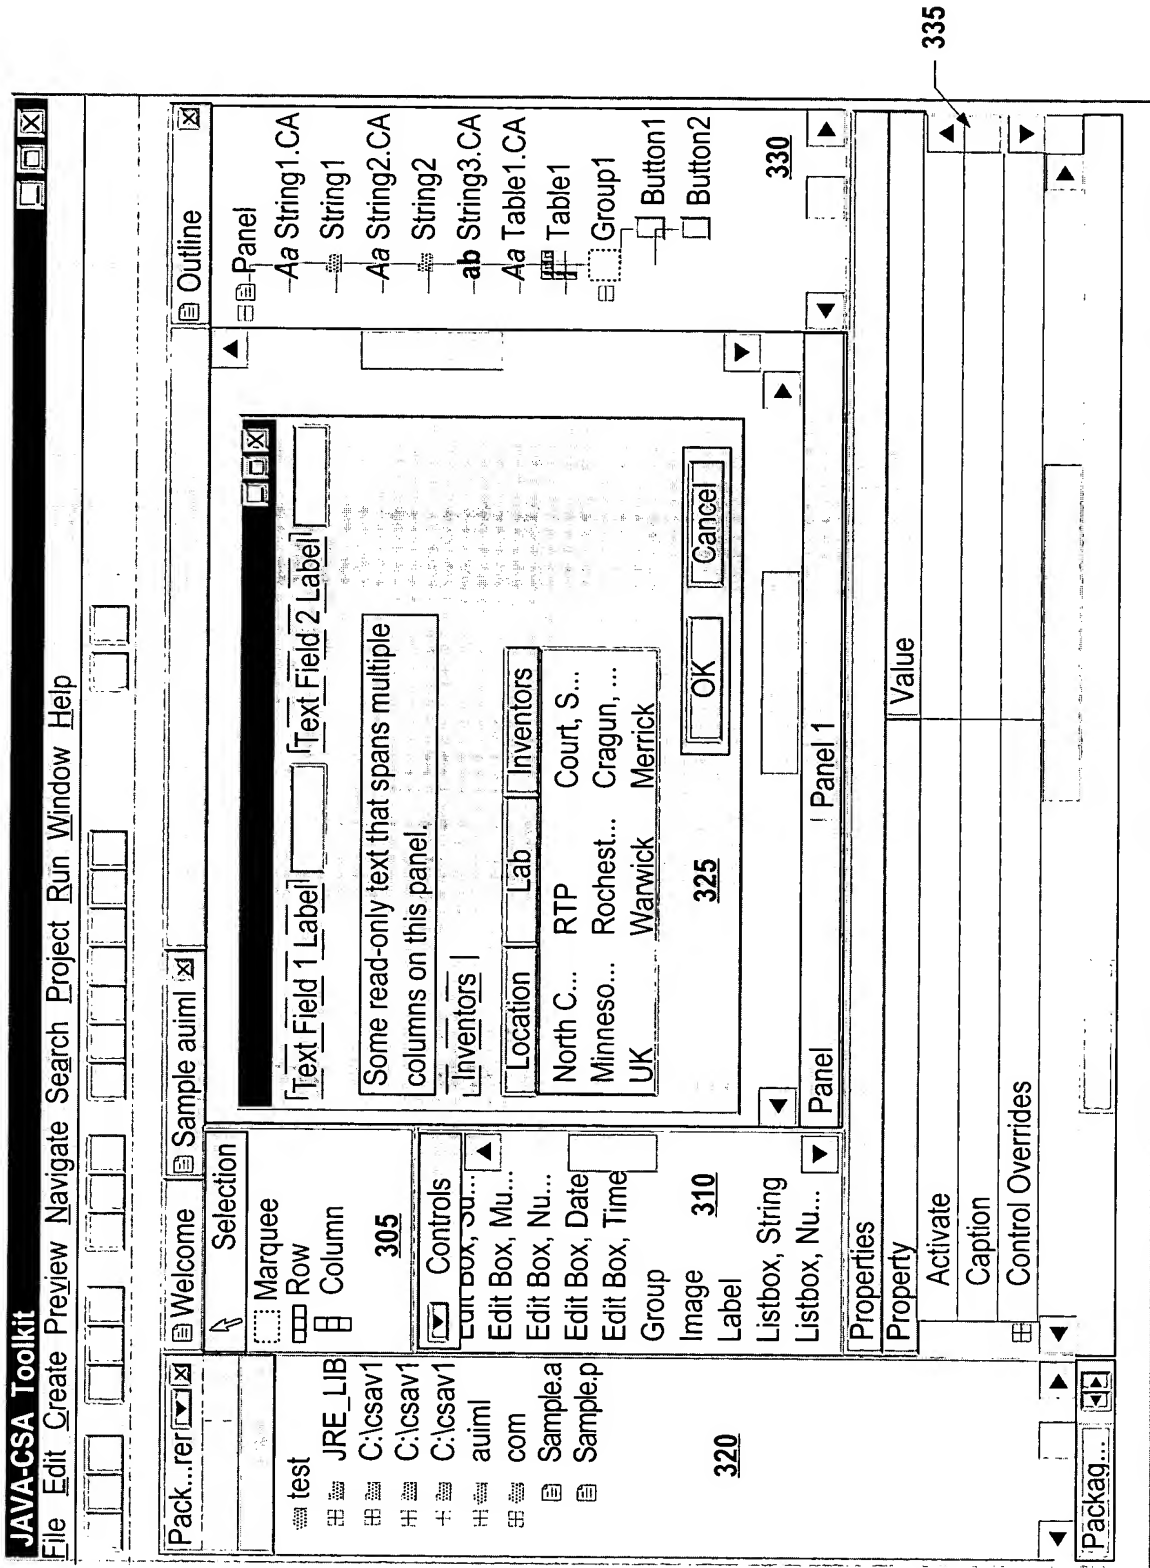 JAVA-CSA Toolkit
File Edit Create Preview Navigate Search Project Run Window Help
Pack...rer
test
JRE_LIB
C:\csav1
C:\csav1
C:\csav1
auiml
com
Sample.a
Sample.p
320
Packag...
Welcome
Sample auiml
Selection
Marquee
Row
Column
305
Controls
Edit Box, Su...
Edit Box, Mu...
Edit Box, Nu...
Edit Box, Date
Edit Box, Time
Group
Image
Label
Listbox, String
Listbox, Nu...
310
Text Field 1 Label
Text Field 2 Label
Some read-only text that spans multiple
columns on this panel.
Inventors
Location Lab Inventors
North C... RTP Court, S...
Minneso... Rochest... Cragun, ...
UK Warwick Merrick
OK Cancel
325
Panel Panel 1
Outline
Panel
Aa String1.CA
String1
Aa String2.CA
String2
ab String3.CA
Aa Table1.CA
Table1
Group1
Button1
Button2
330
Properties
Property Value
Activate
Caption
Control Overrides
335